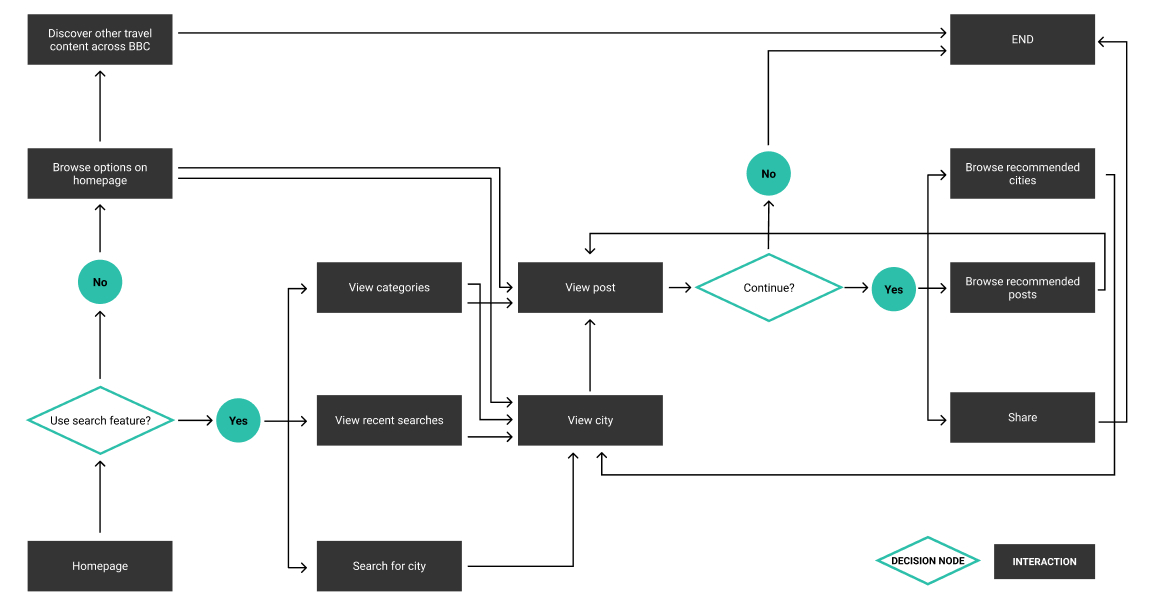 Discover other travel
content across BBC
END
Browse options on
homepage
No
Browse recommended
cities
No
View categories
View post
Continue?
Yes
Browse recommended
posts
Use search feature?
Yes
View recent searches
View city
Share
Homepage
Search for city
DECISION NODE
INTERACTION